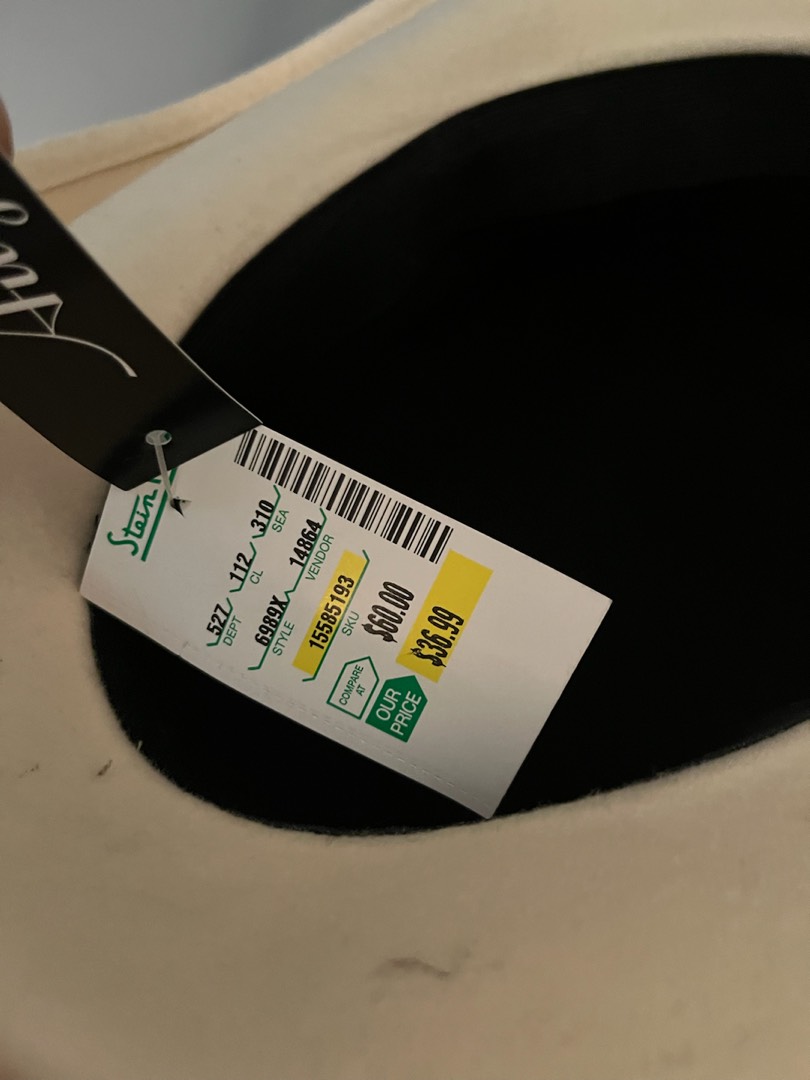 Stein
527 112 310
DEPT CL SEA
6989X 14864
STYLE VENDOR
15585193
SKU
COMPARE AT $60.00
OUR PRICE $36.99